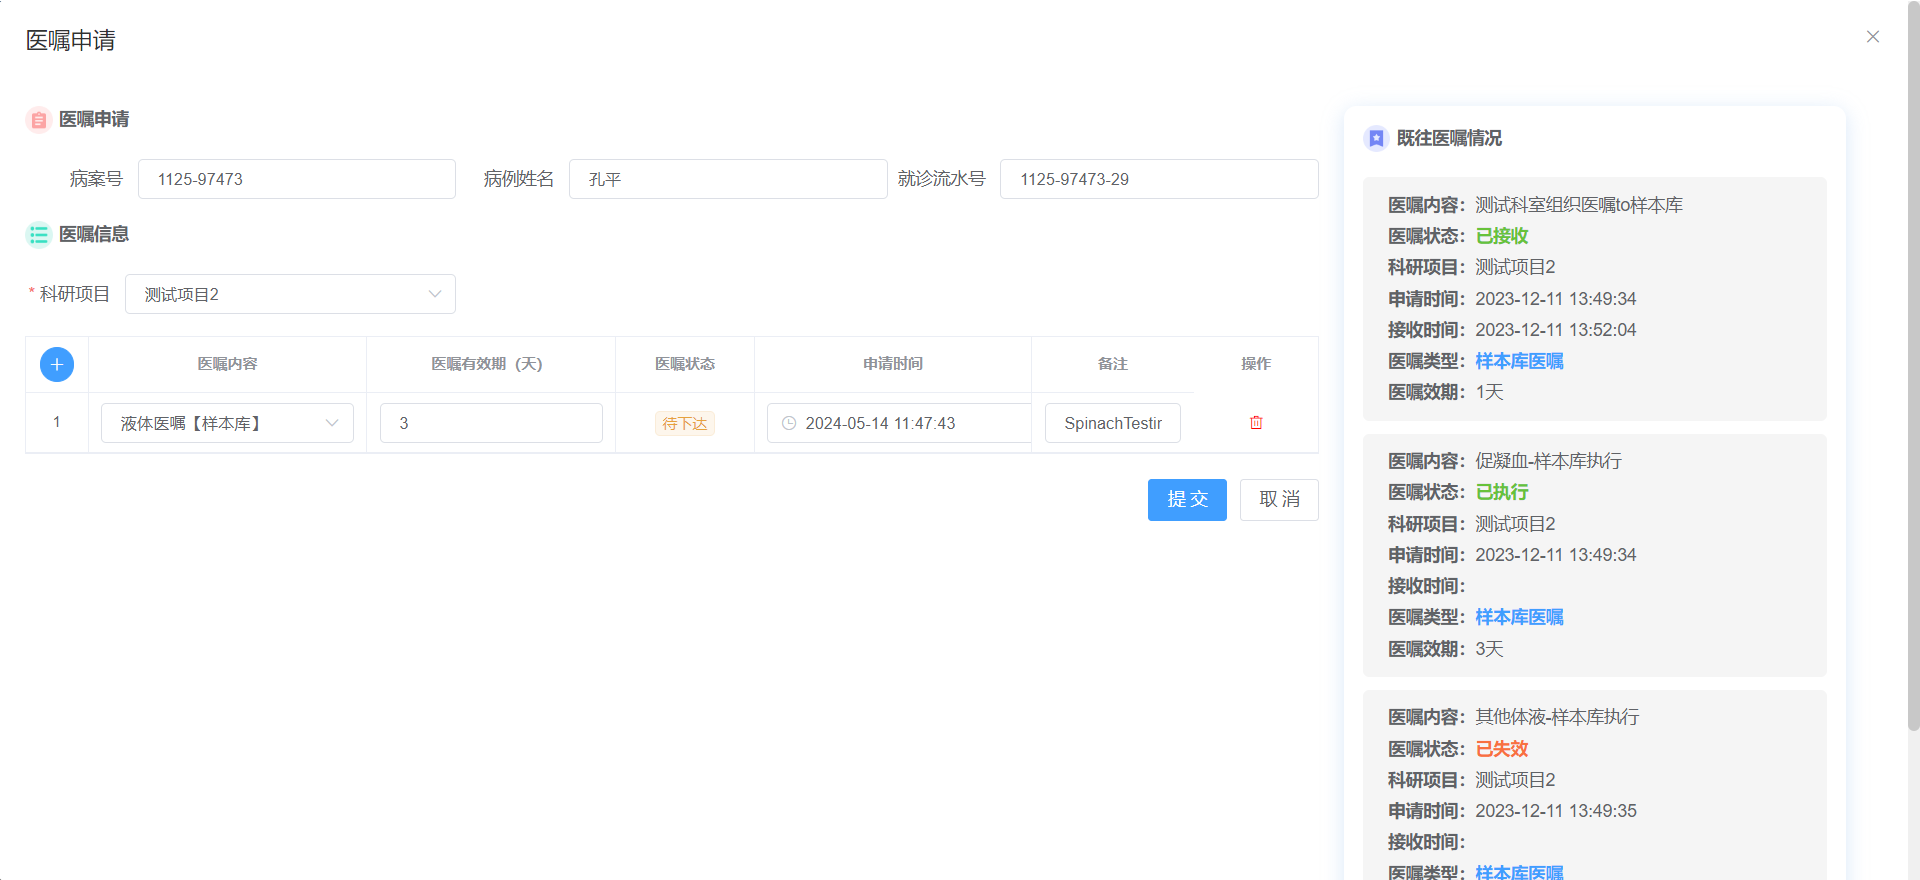 医嘱申请
医嘱申请
病案号 1125-97473 病例姓名 孔平 就诊流水号 1125-97473-29
医嘱信息
* 科研项目 测试项目2
医嘱内容 医嘱有效期（天） 医嘱状态 申请时间 备注 操作
1 液体医嘱【样本库】 3 待下达 2024-05-14 11:47:43 SpinachTestir
提交 取消
既往医嘱情况
医嘱内容： 测试科室组织医嘱to样本库
医嘱状态： 已接收
科研项目： 测试项目2
申请时间： 2023-12-11 13:49:34
接收时间： 2023-12-11 13:52:04
医嘱类型： 样本库医嘱
医嘱效期： 1天
医嘱内容： 促凝血-样本库执行
医嘱状态： 已执行
科研项目： 测试项目2
申请时间： 2023-12-11 13:49:34
接收时间：
医嘱类型： 样本库医嘱
医嘱效期： 3天
医嘱内容： 其他体液-样本库执行
医嘱状态： 已失效
科研项目： 测试项目2
申请时间： 2023-12-11 13:49:35
接收时间：
医嘱类型： 样本库医嘱